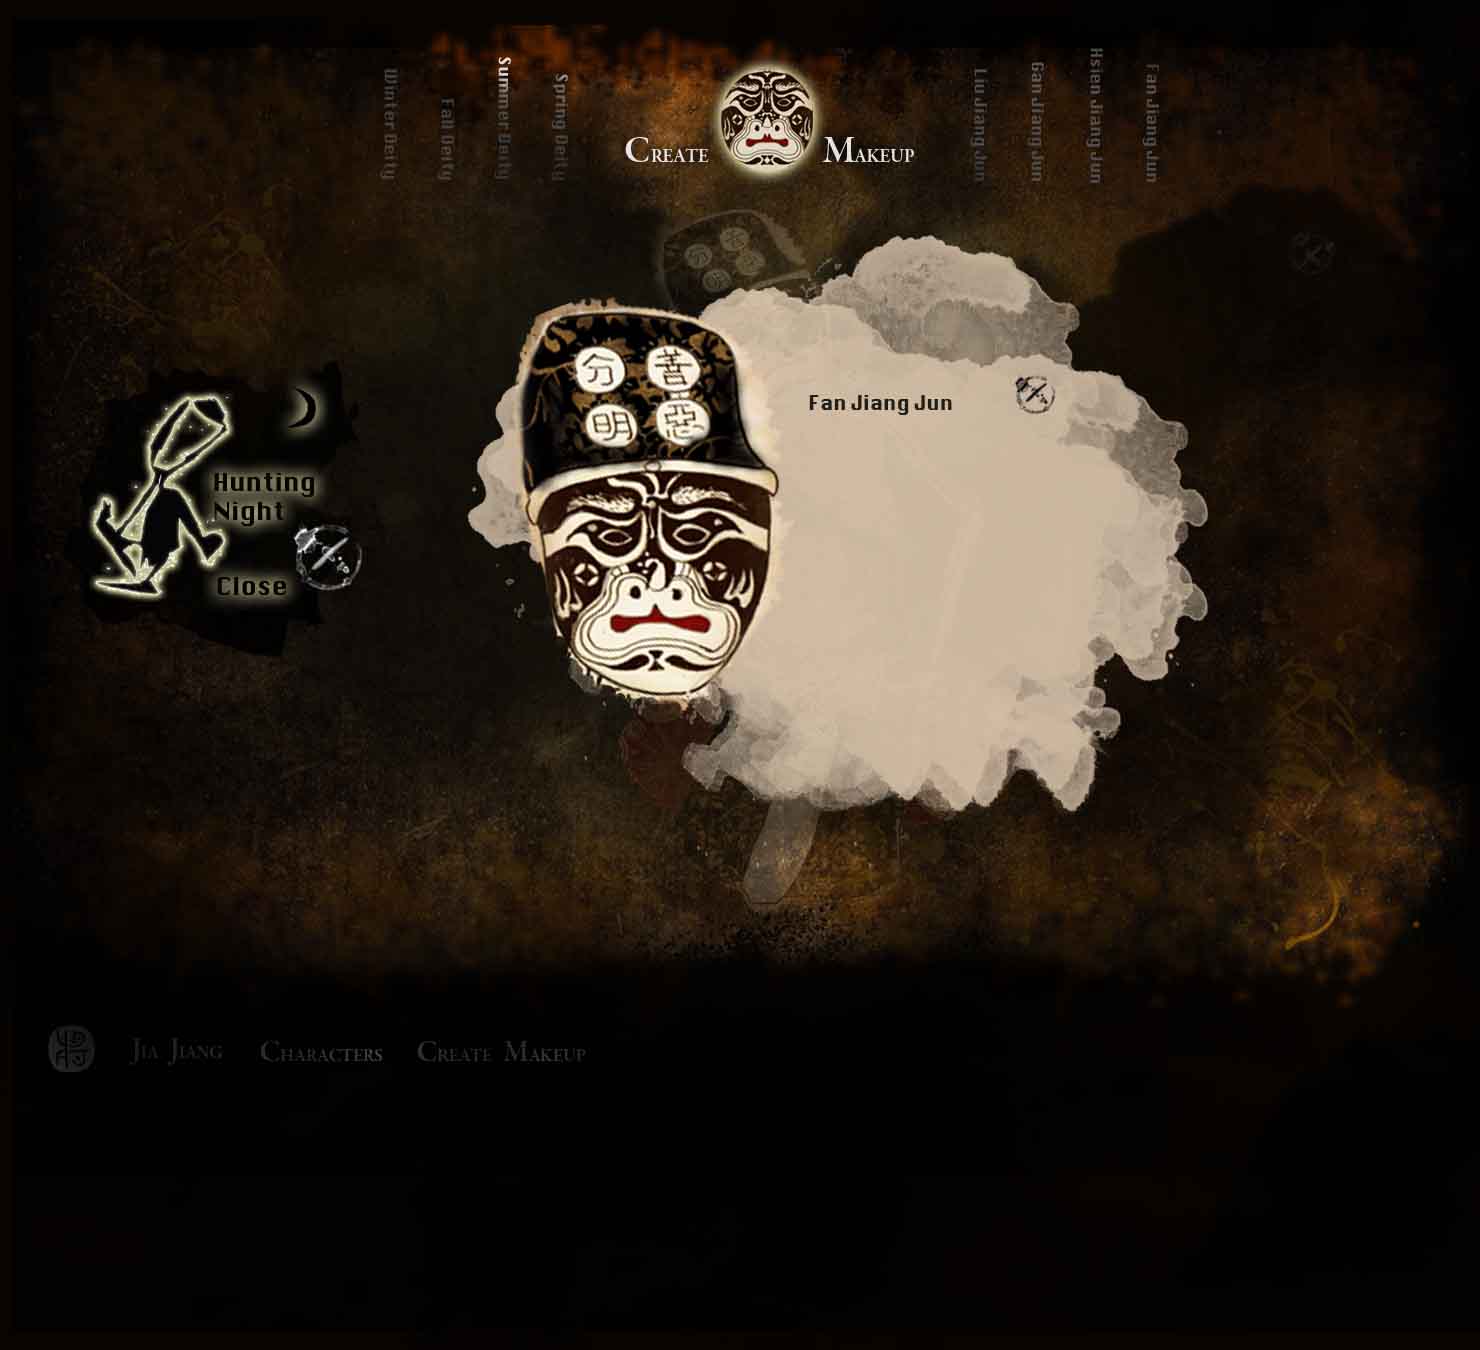 Winter Deity
Fall Deity
Summer Deity
Spring Deity
Create Makeup
Liu Jiang Jun
Gan Jiang Jun
Hsien Jiang Jun
Fan Jiang Jun
分 善
明 惡
Fan Jiang Jun
Hunting
Night
Close
Jia Jiang
Characters
Create Makeup